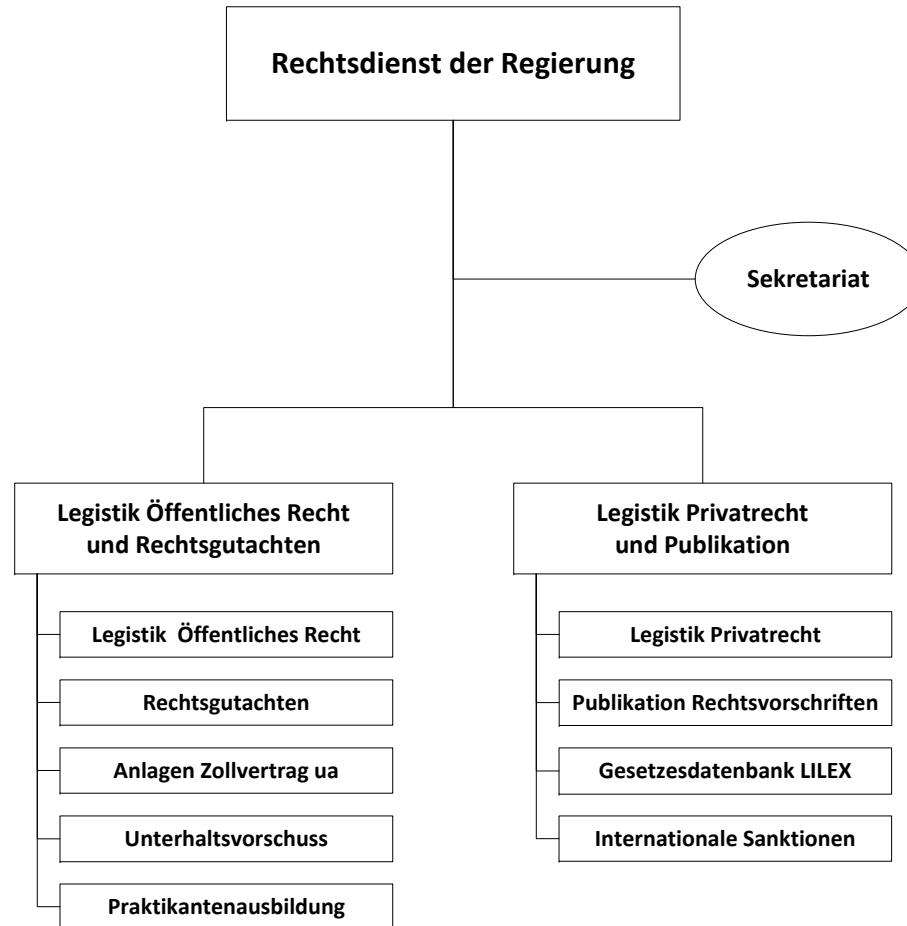 Rechtsdienst der Regierung
Sekretariat
Legistik Öffentliches Recht
und Rechtsgutachten
Legistik Öffentliches Recht
Rechtsgutachten
Anlagen Zollvertrag ua
Unterhaltsvorschuss
Praktikantenausbildung
Legistik Privatrecht
und Publikation
Legistik Privatrecht
Publikation Rechtsvorschriften
Gesetzesdatenbank LILEX
Internationale Sanktionen